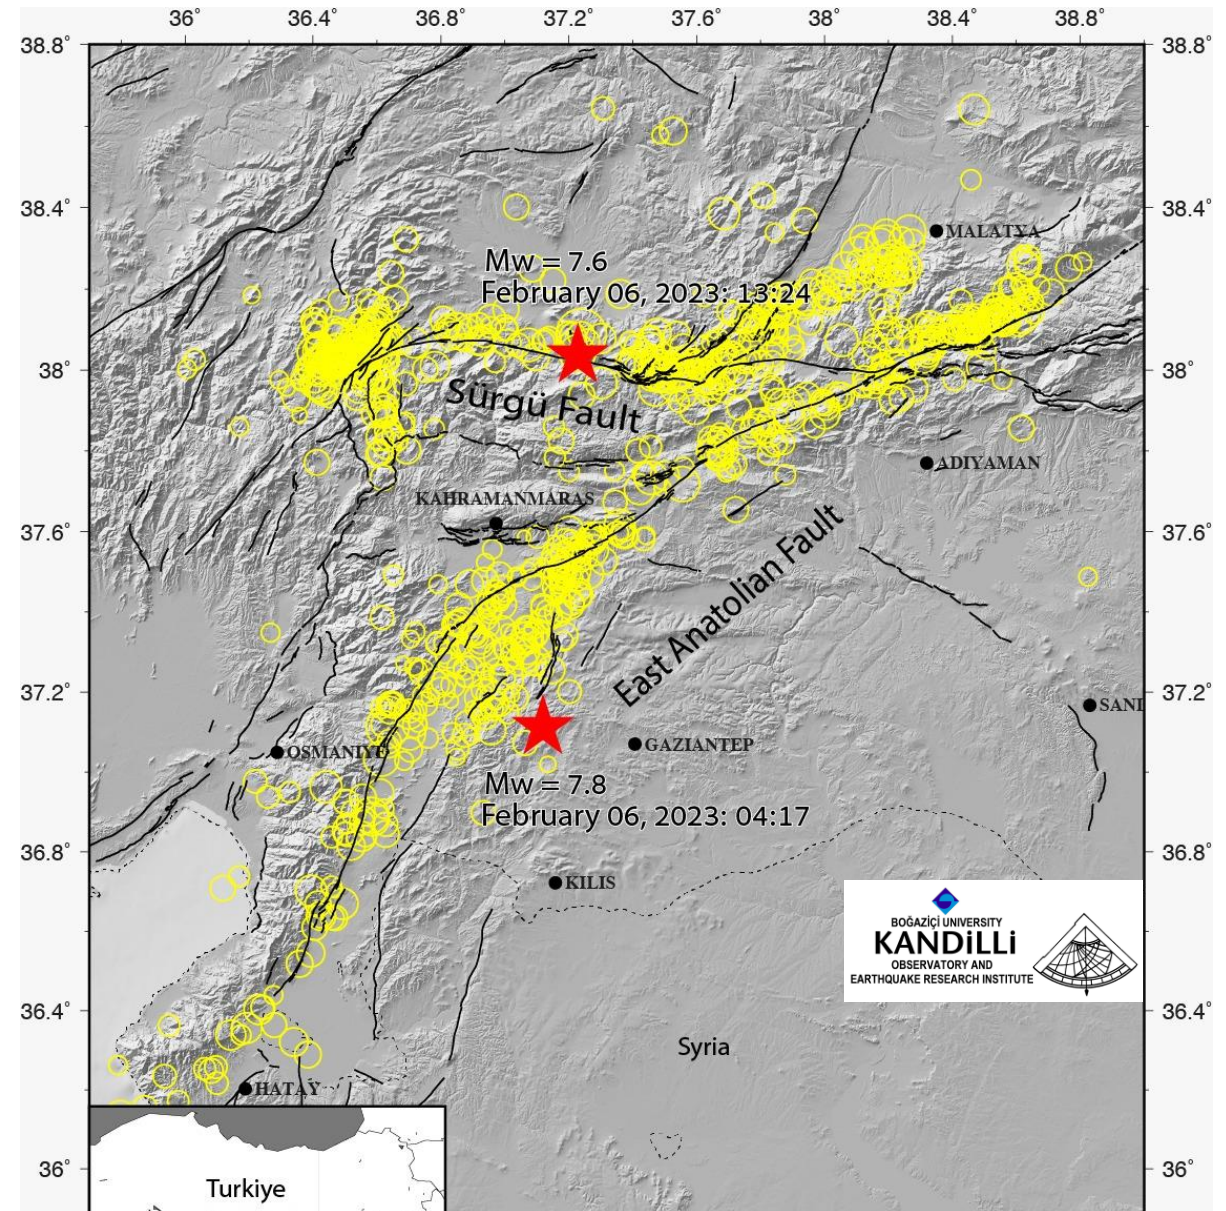 36° 36.4° 36.8° 37.2° 37.6° 38° 38.4° 38.8°
38.8° 38.8°
38.4° 38.4°
MALATYA
Mw = 7.6
February 06, 2023: 13:24
38° 38°
Sürgü Fault
ADIYAMAN
KAHRAMANMARAS
37.6° 37.6°
East Anatolian Fault
37.2° 37.2°
SANL
OSMANIYE
GAZIANTEP
Mw = 7.8
February 06, 2023: 04:17
36.8° 36.8°
KILIS
BOĞAZİÇİ UNIVERSITY
KANDiLLi
OBSERVATORY AND
EARTHQUAKE RESEARCH INSTITUTE
36.4° 36.4°
Syria
HATAY
36° 36°
Turkiye